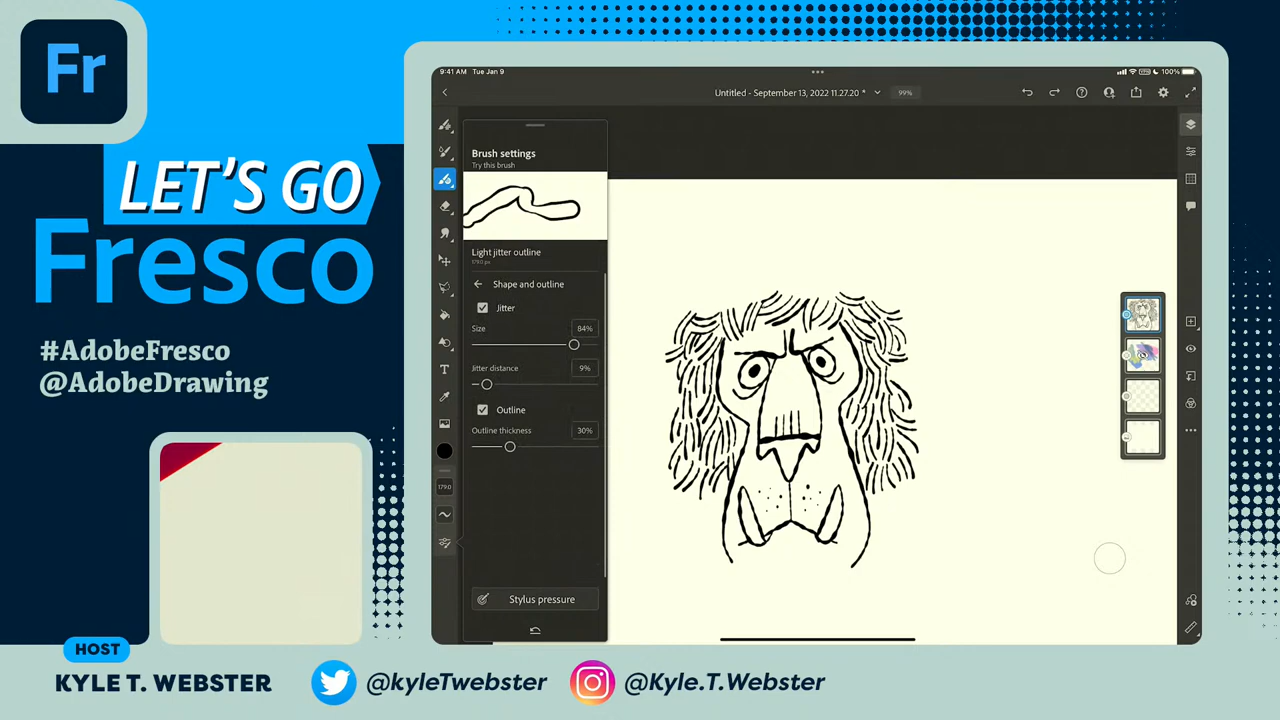 Fr
LET'S GO
Fresco
#AdobeFresco
@AdobeDrawing
HOST
KYLE T. WEBSTER
@kyleTwebster
@Kyle.T.Webster
9:41 AM Tue Jan 9
100%
Untitled - September 13, 2022 11.27.20 *
99%
Brush settings
Try this brush
Light jitter outline
Shape and outline
Jitter
Size
84%
Jitter distance
9%
Outline
Outline thickness
30%
T
179.0
Stylus pressure